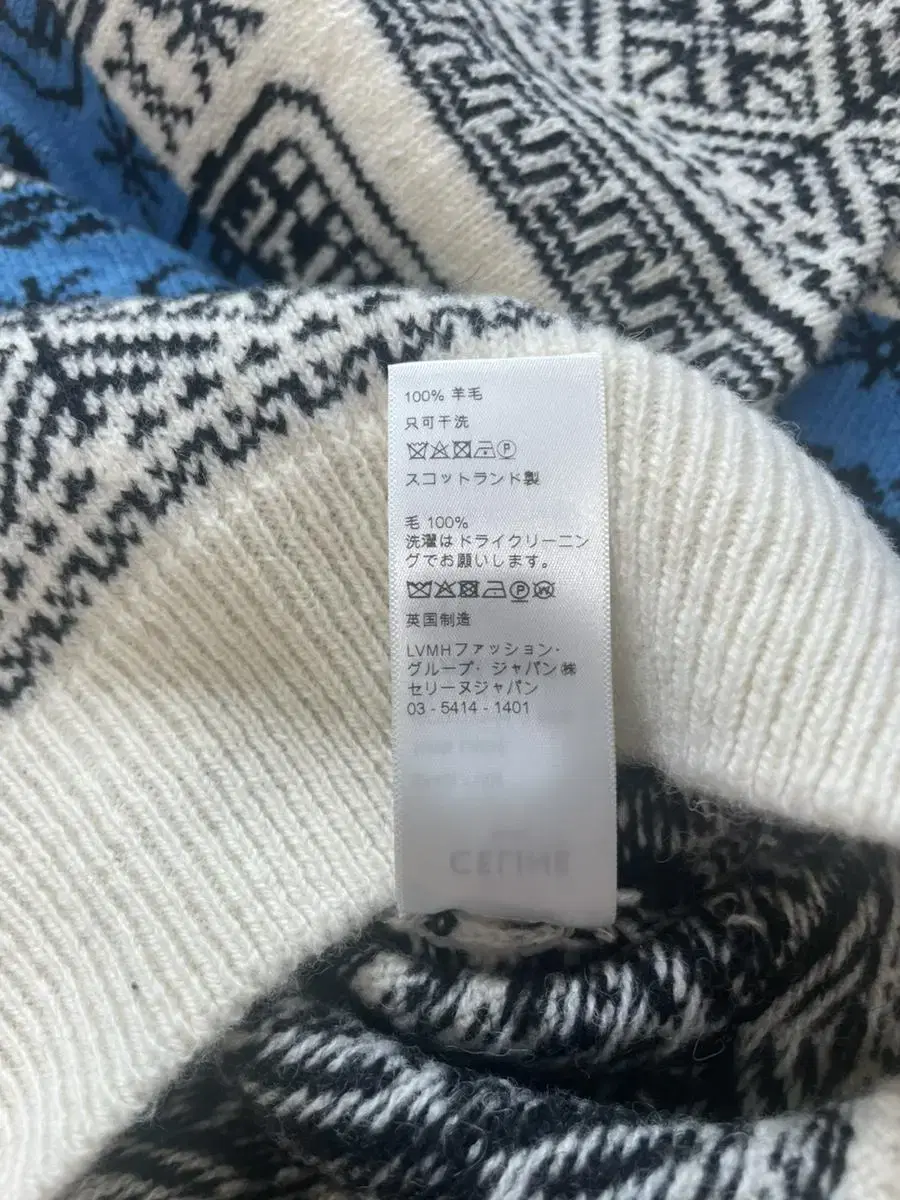 100% 羊毛
只可干洗
スコットランド製
毛 100%
洗濯はドライクリーニン
グでお願いします。
英国制造
LVMHファッション・
グループ・ジャパン㈱
セリーヌジャパン
03 - 5414 - 1401
CELINE